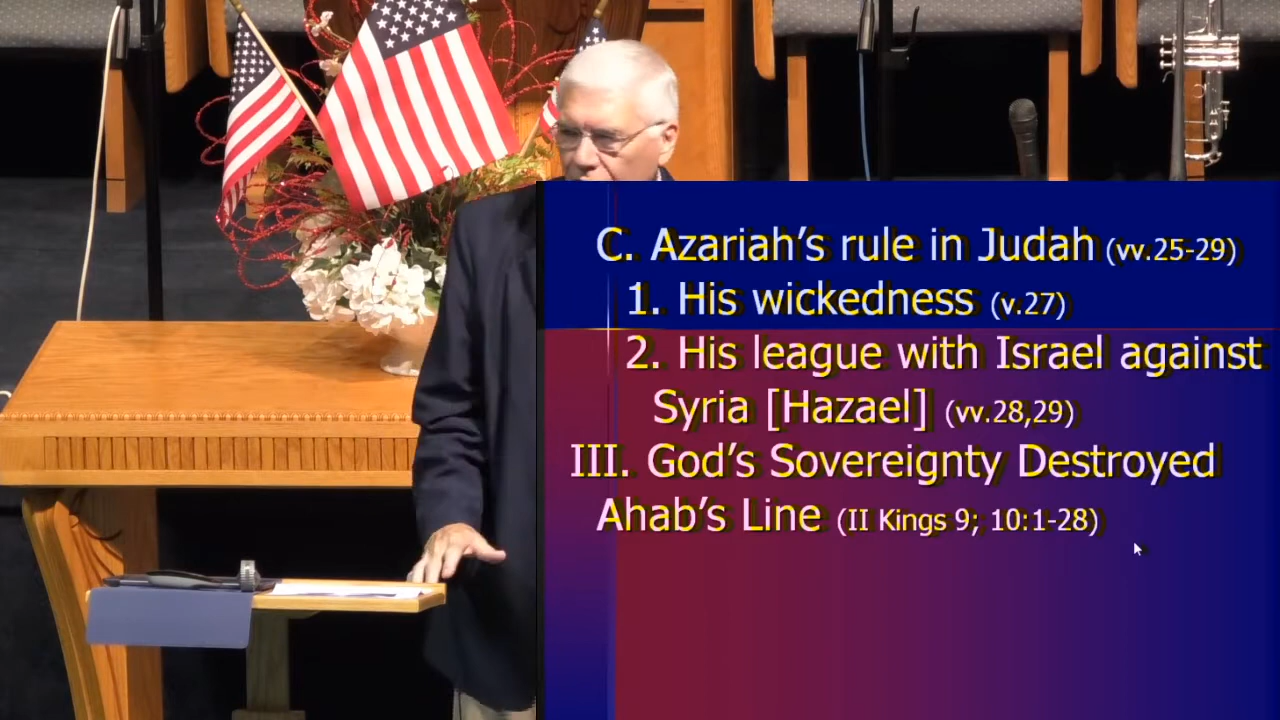 C. Azariah's rule in Judah (vv.25-29)
1. His wickedness (v.27)
2. His league with Israel against
Syria [Hazael] (vv.28,29)
III. God's Sovereignty Destroyed
Ahab's Line (II Kings 9; 10:1-28)